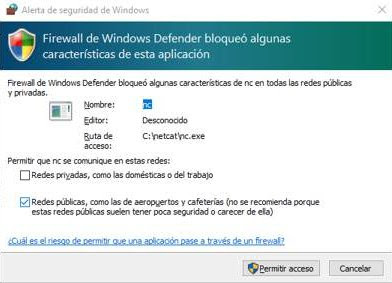 Alerta de seguridad de Windows
Firewall de Windows Defender bloqueó algunas
características de esta aplicación
Firewall de Windows Defender bloqueó algunas características de nc en todas las redes públicas
y privadas.
Nombre: nc
Editor: Desconocido
Ruta de acceso: C:\netcat\nc.exe
Permitir que nc se comunique en estas redes:
Redes privadas, como las domésticas o del trabajo
Redes públicas, como las de aeropuertos y cafeterías (no se recomienda porque
estas redes públicas suelen tener poca seguridad o carecer de ella)
¿Cuál es el riesgo de permitir que una aplicación pase a través de un firewall?
Permitir acceso Cancelar